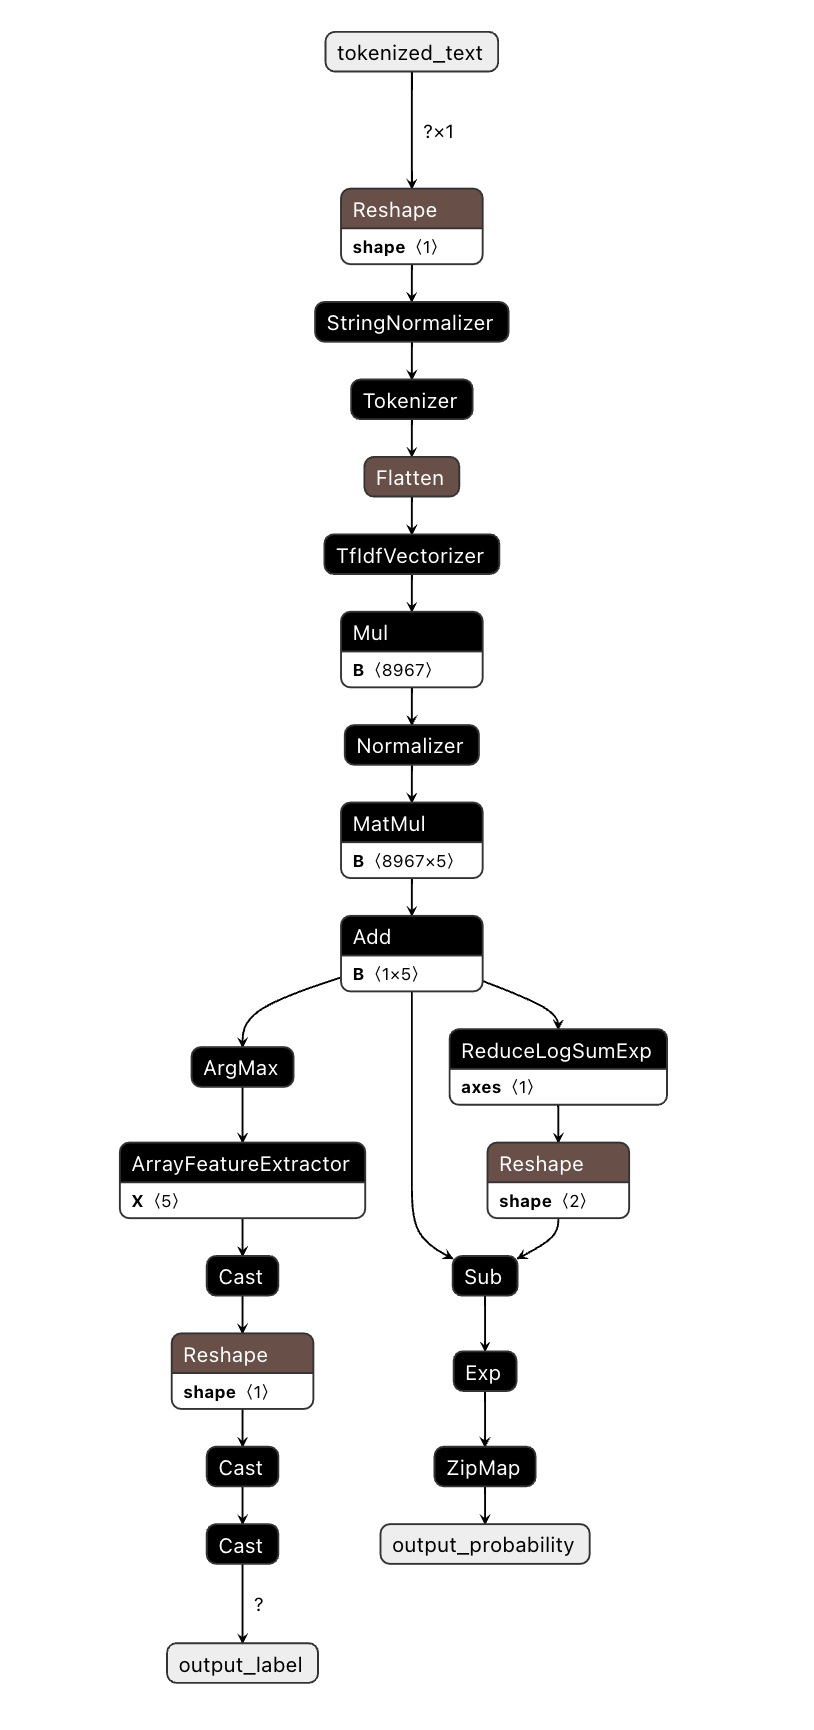 tokenized_text
?×1
Reshape
shape 〈1〉
StringNormalizer
Tokenizer
Flatten
TfIdfVectorizer
Mul
B 〈8967〉
Normalizer
MatMul
B 〈8967×5〉
Add
B 〈1×5〉
ArgMax
ReduceLogSumExp
axes 〈1〉
ArrayFeatureExtractor
X 〈5〉
Reshape
shape 〈2〉
Cast
Sub
Reshape
shape 〈1〉
Exp
Cast
ZipMap
Cast
output_probability
?
output_label